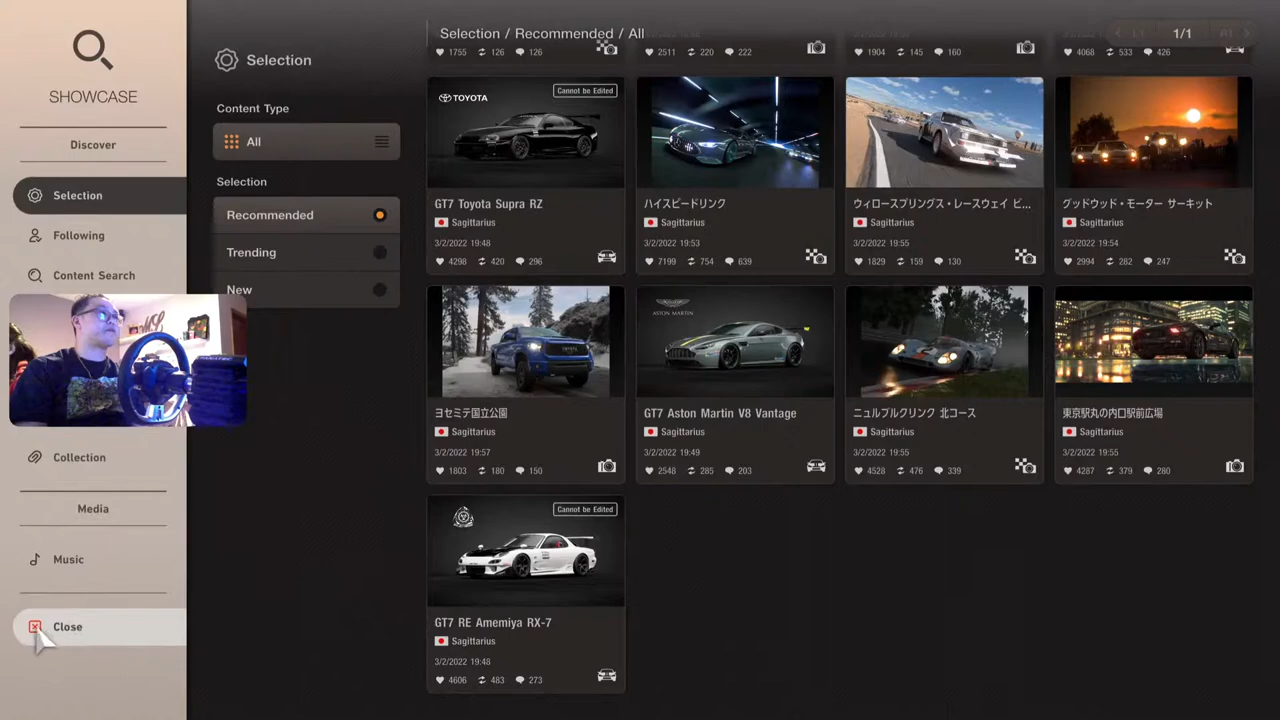 SHOWCASE
Discover
Selection
Following
Content Search
Collection
Media
Music
Close
Selection
Content Type
All
Selection
Recommended
Trending
New
Selection / Recommended / All
1/1
1755 126 126
2511 220 222
1904 145 160
4068 533 426
TOYOTA
Cannot be Edited
GT7 Toyota Supra RZ
Sagittarius
3/2/2022 19:48
4298 420 296
ハイスピードリンク
Sagittarius
3/2/2022 19:53
7199 754 639
ウィロースプリングス・レースウェイ ビ...
Sagittarius
3/2/2022 19:55
1829 159 130
グッドウッド・モーター サーキット
Sagittarius
3/2/2022 19:54
2994 282 247
ヨセミテ国立公園
Sagittarius
3/2/2022 19:57
1803 180 150
ASTON MARTIN
GT7 Aston Martin V8 Vantage
Sagittarius
3/2/2022 19:49
2548 285 203
ニュルブルクリンク 北コース
Sagittarius
3/2/2022 19:55
4528 476 339
東京駅丸の内口駅前広場
Sagittarius
3/2/2022 19:55
4287 379 280
Cannot be Edited
GT7 RE Amemiya RX-7
Sagittarius
3/2/2022 19:48
4606 483 273